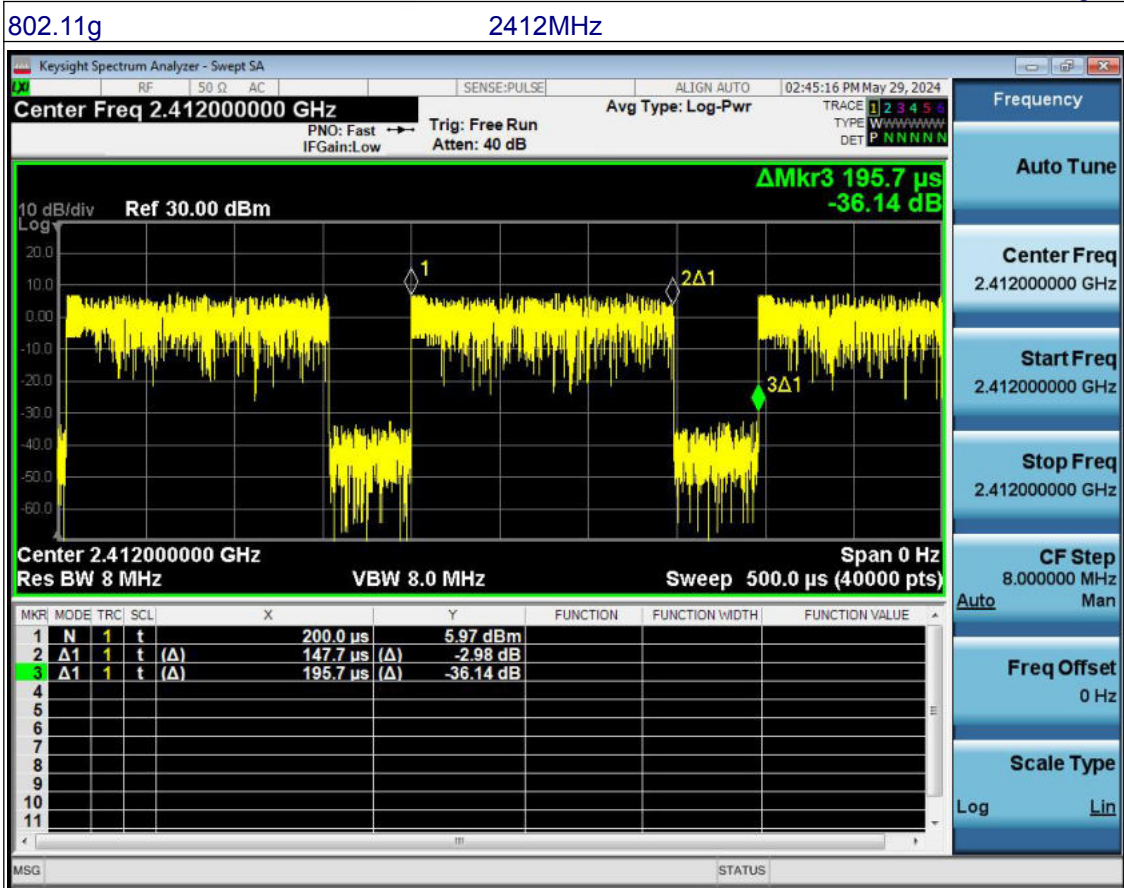 802.11g 2412MHz
Keysight Spectrum Analyzer - Swept SA
LXI RF 50 Ω AC SENSE:PULSE ALIGN AUTO 02:45:16 PM May 29, 2024
Center Freq 2.412000000 GHz Avg Type: Log-Pwr TRACE 1 2 3 4 5 6
PNO: Fast Trig: Free Run TYPE WWWWWW
IFGain:Low Atten: 40 dB DET P N N N N N
Frequency
ΔMkr3 195.7 µs
-36.14 dB
10 dB/div Ref 30.00 dBm
Log
20.0
10.0
0.00
-10.0
-20.0
-30.0
-40.0
-50.0
-60.0
1
2Δ1
3Δ1
Center 2.412000000 GHz Span 0 Hz
Res BW 8 MHz VBW 8.0 MHz Sweep 500.0 µs (40000 pts)
MKR MODE TRC SCL X Y FUNCTION FUNCTION WIDTH FUNCTION VALUE
1 N 1 t 200.0 µs 5.97 dBm
2 Δ1 1 t (Δ) 147.7 µs (Δ) -2.98 dB
3 Δ1 1 t (Δ) 195.7 µs (Δ) -36.14 dB
4
5
6
7
8
9
10
11
MSG STATUS
Auto Tune
Center Freq
2.412000000 GHz
Start Freq
2.412000000 GHz
Stop Freq
2.412000000 GHz
CF Step
8.000000 MHz
Auto Man
Freq Offset
0 Hz
Scale Type
Log Lin